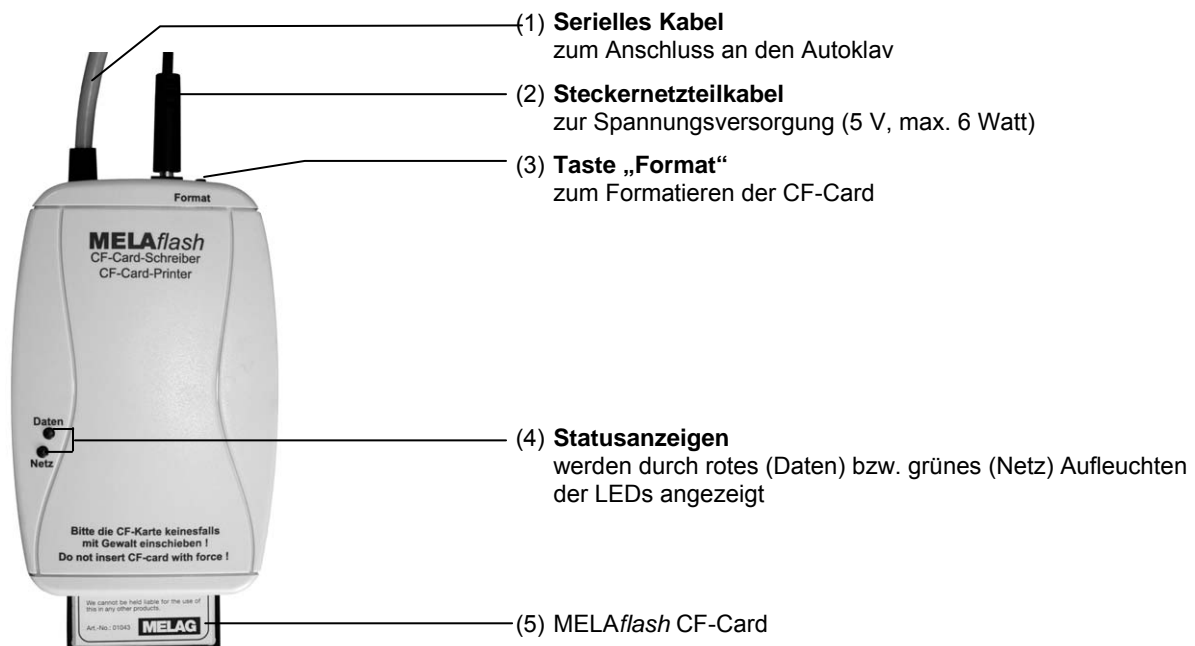 (1) Serielles Kabel
zum Anschluss an den Autoklav
(2) Steckernetzteilkabel
zur Spannungsversorgung (5 V, max. 6 Watt)
(3) Taste „Format“
zum Formatieren der CF-Card
Format
MELAflash
CF-Card-Schreiber
CF-Card-Printer
Daten
Netz
(4) Statusanzeigen
werden durch rotes (Daten) bzw. grünes (Netz) Aufleuchten
der LEDs angezeigt
Bitte die CF-Karte keinesfalls
mit Gewalt einschieben !
Do not insert CF-card with force !
We cannot be held liable for the use of
this in any other products.
Art.-No.: 01043 MELAG
(5) MELAflash CF-Card